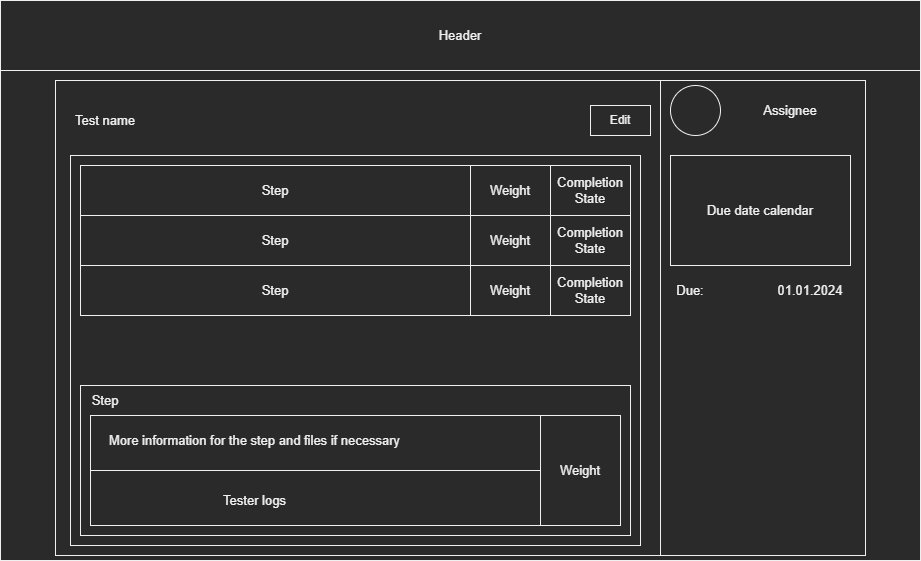 Header
Test name
Edit
Assignee
Step
Weight
Completion
State
Step
Weight
Completion
State
Step
Weight
Completion
State
Due date calendar
Due:
01.01.2024
Step
More information for the step and files if necessary
Weight
Tester logs